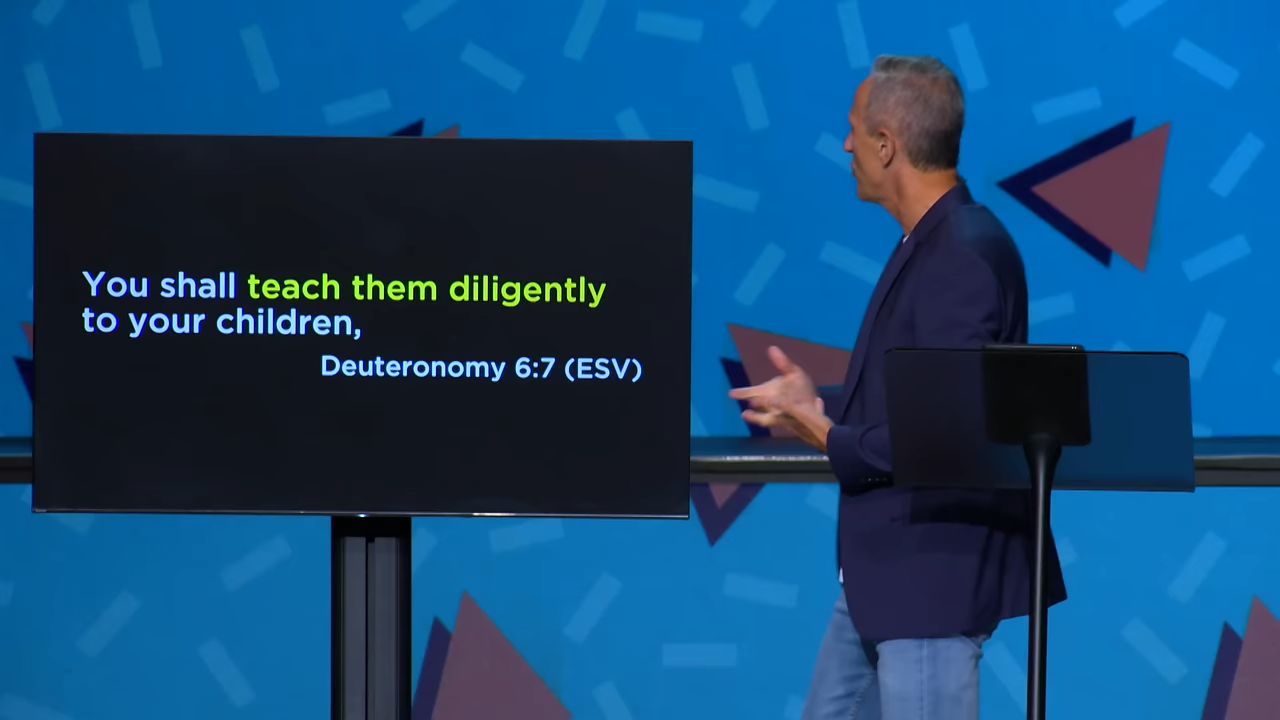 You shall teach them diligently
to your children,
Deuteronomy 6:7 (ESV)